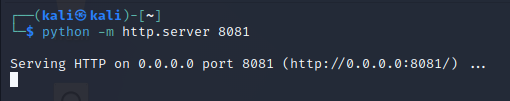 ┌──(kali㉿kali)-[~]
└─$ python -m http.server 8081
Serving HTTP on 0.0.0.0 port 8081 (http://0.0.0.0:8081/) ...